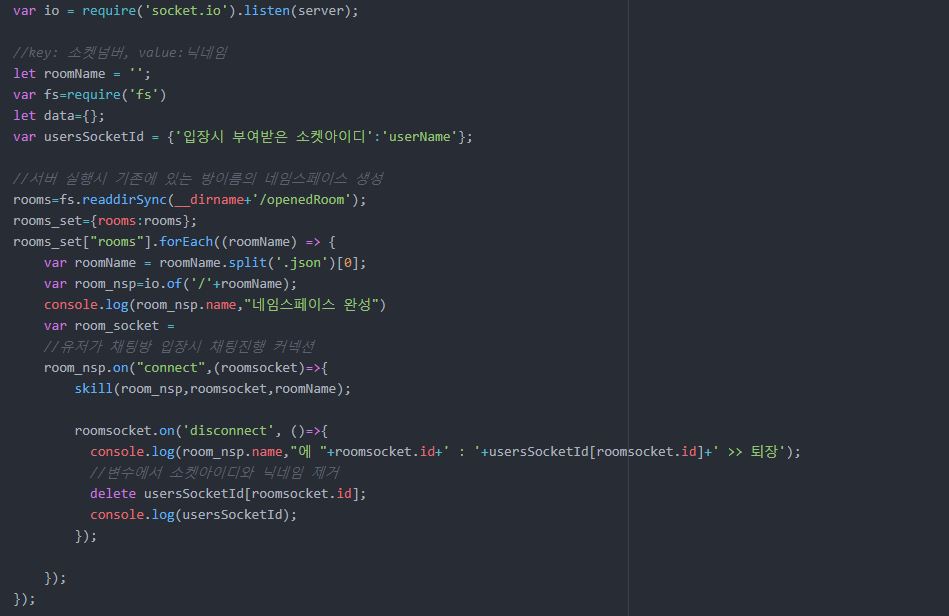 var io = require('socket.io').listen(server);
//key: 소켓넘버, value:닉네임
let roomName = '';
var fs=require('fs')
let data={};
var usersSocketId = {'입장시 부여받은 소켓아이디':'userName'};
//서버 실행시 기존에 있는 방이름의 네임스페이스 생성
rooms=fs.readdirSync(__dirname+'/openedRoom');
rooms_set={rooms:rooms};
rooms_set["rooms"].forEach((roomName) => {
var roomName = roomName.split('.json')[0];
var room_nsp=io.of('/'+roomName);
console.log(room_nsp.name,"네임스페이스 완성")
var room_socket =
//유저가 채팅방 입장시 채팅진행 커넥션
room_nsp.on("connect",(roomsocket)=>{
skill(room_nsp,roomsocket,roomName);
roomsocket.on('disconnect', ()=>{
console.log(room_nsp.name,"에 "+roomsocket.id+' : '+usersSocketId[roomsocket.id]+' >> 퇴장');
//변수에서 소켓아이디와 닉네임 제거
delete usersSocketId[roomsocket.id];
console.log(usersSocketId);
});
});
});